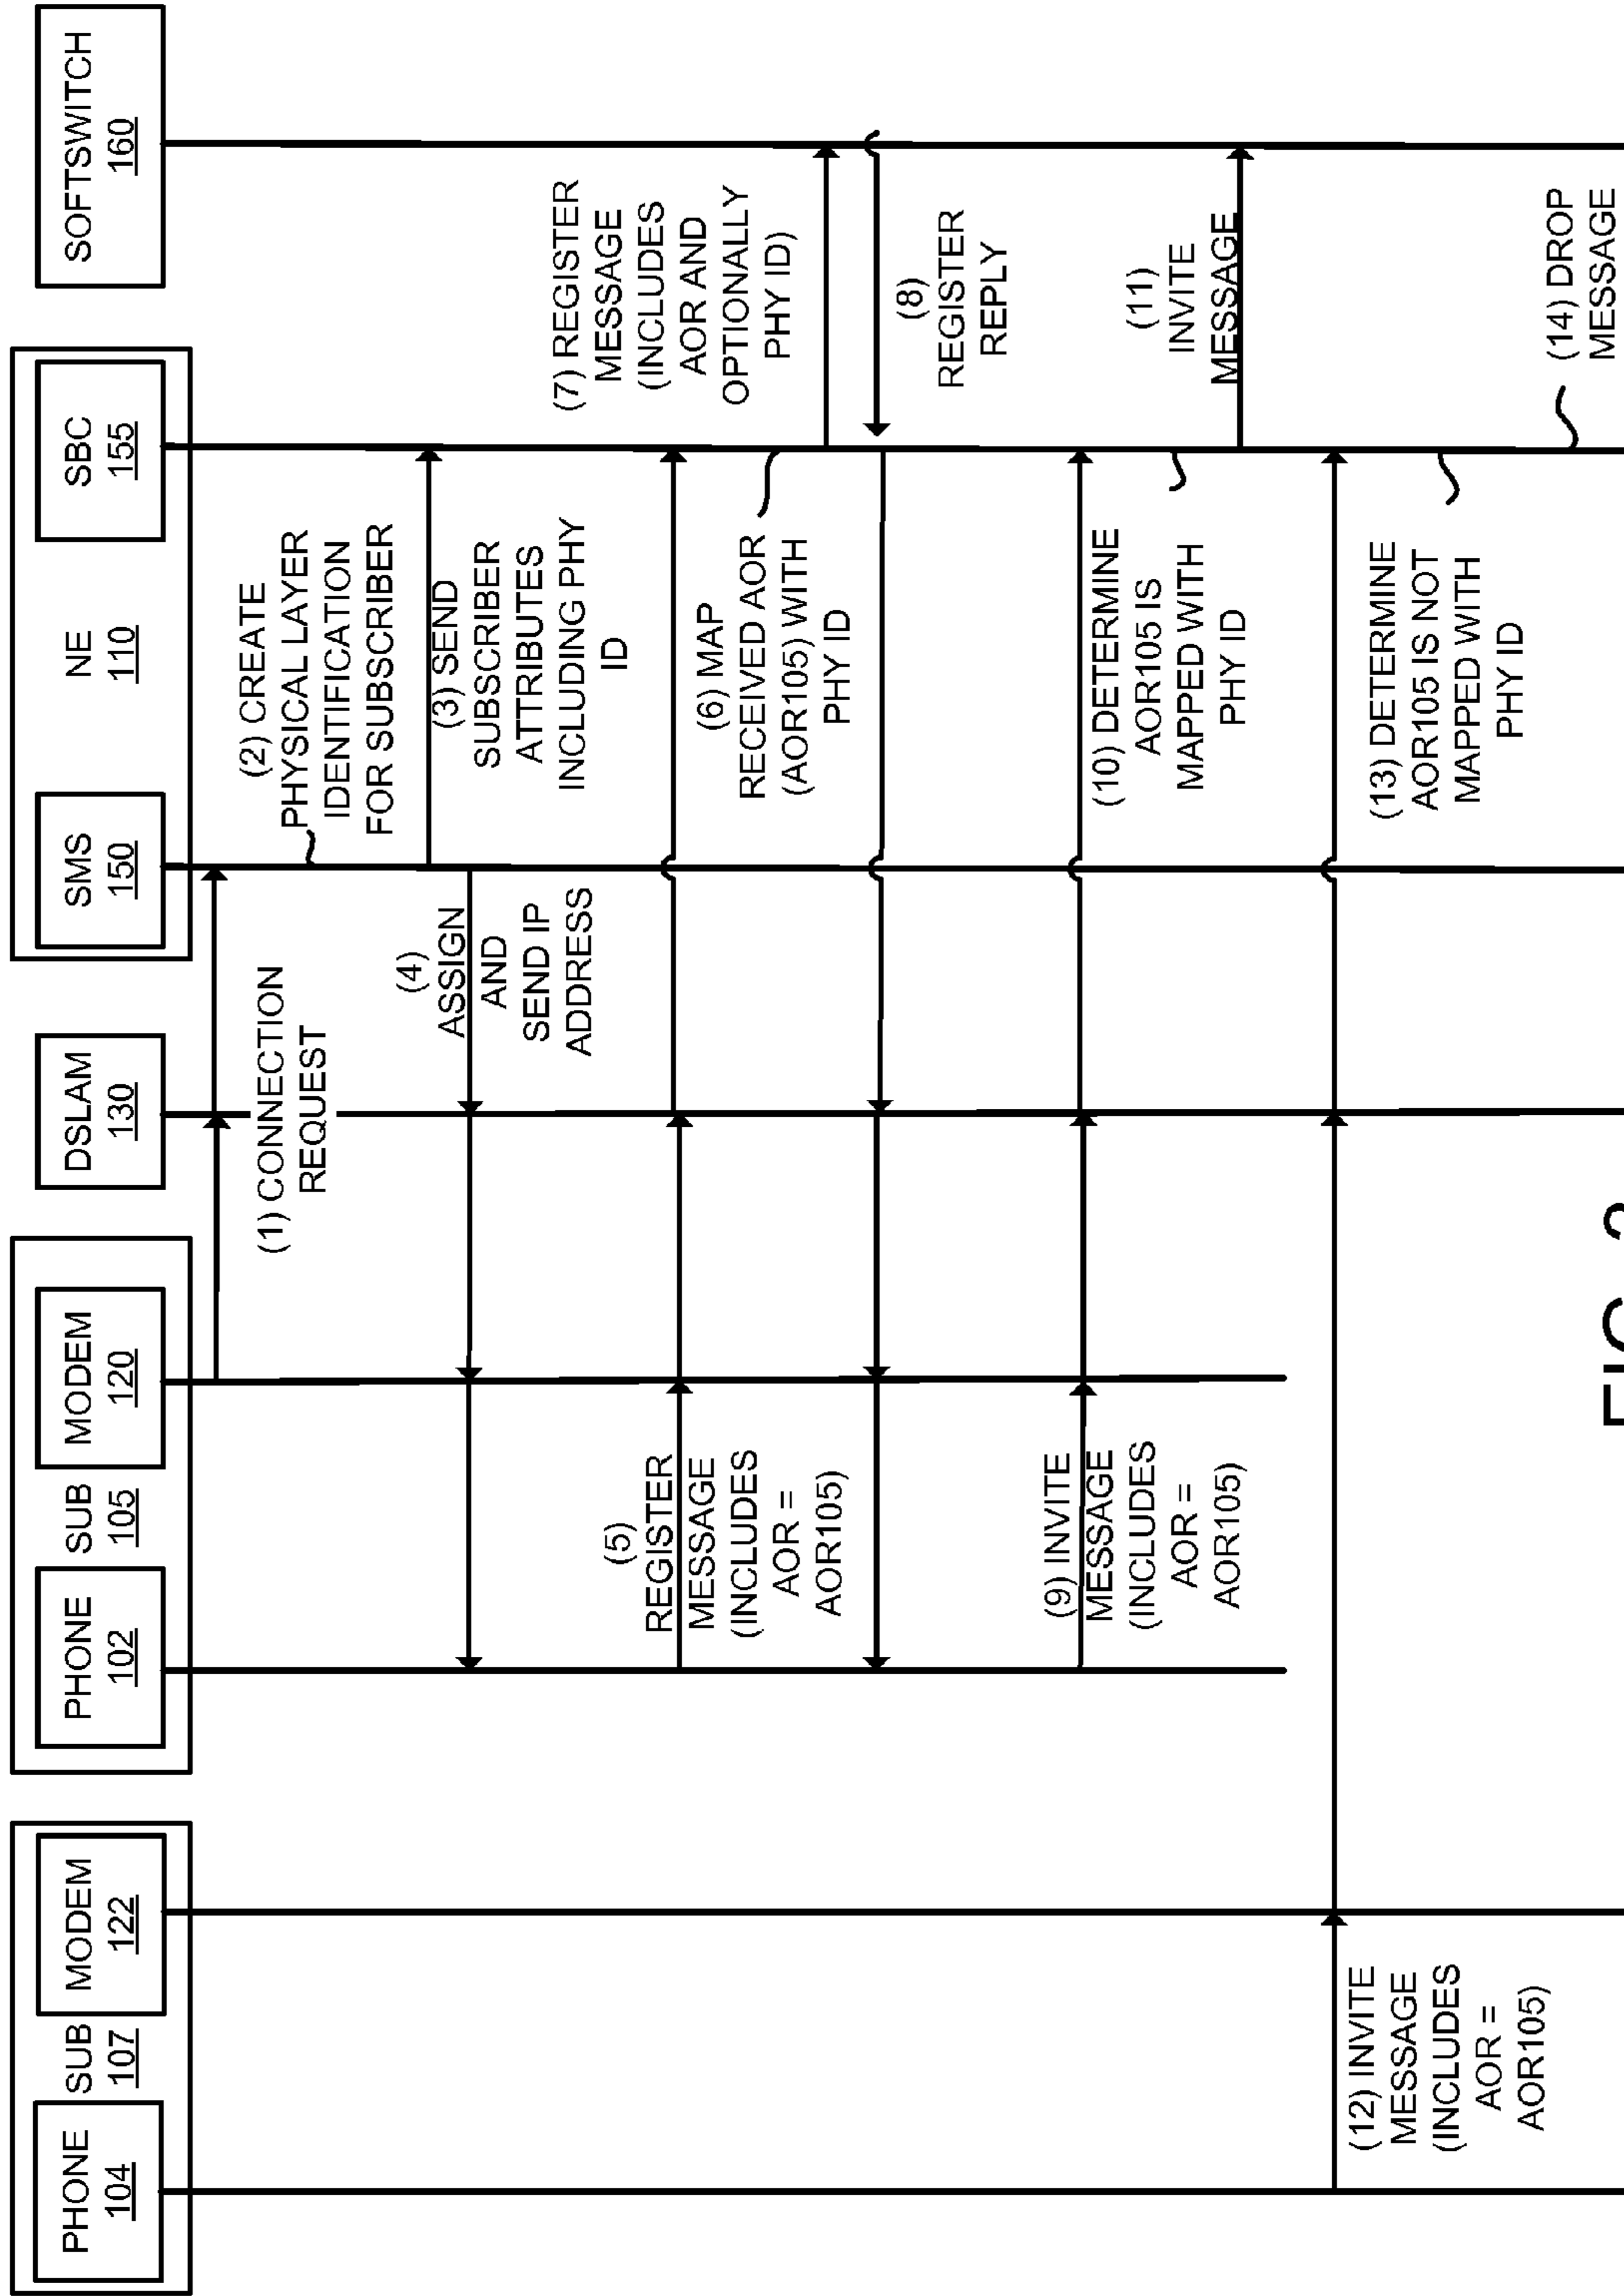 PHONE
104
SUB
107
MODEM
122
PHONE
102
SUB
105
MODEM
120
DSLAM
130
SMS
150
NE
110
SBC
155
SOFTSWITCH
160
(1) CONNECTION
REQUEST
(2) CREATE
PHYSICAL LAYER
IDENTIFICATION
FOR SUBSCRIBER
(3) SEND
SUBSCRIBER
ATTRIBUTES
INCLUDING PHY
ID
(4)
ASSIGN
AND
SEND IP
ADDRESS
(5)
REGISTER
MESSAGE
(INCLUDES
AOR =
AOR105)
(6) MAP
RECEIVED AOR
(AOR105) WITH
PHY ID
(7) REGISTER
MESSAGE
(INCLUDES
AOR AND
OPTIONALLY
PHY ID)
(8)
REGISTER
REPLY
(9) INVITE
MESSAGE
(INCLUDES
AOR =
AOR105)
(10) DETERMINE
AOR105 IS
MAPPED WITH
PHY ID
(11)
INVITE
MESSAGE
(12) INVITE
MESSAGE
(INCLUDES
AOR =
AOR105)
(13) DETERMINE
AOR105 IS NOT
MAPPED WITH
PHY ID
(14) DROP
MESSAGE